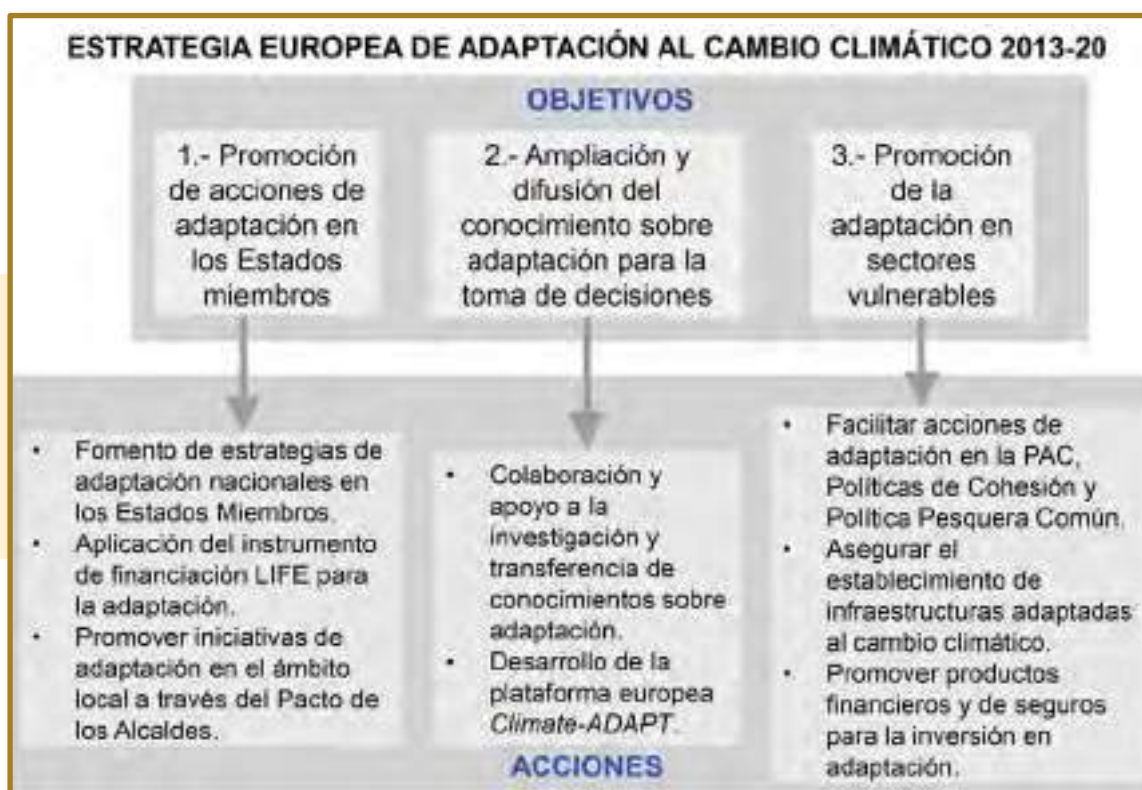 ESTRATEGIA EUROPEA DE ADAPTACIÓN AL CAMBIO CLIMÁTICO 2013-20
OBJETIVOS
1.- Promoción
de acciones de
adaptación en
los Estados
miembros
2.- Ampliación y
difusión del
conocimiento sobre
adaptación para la
toma de decisiones
3.- Promoción
de la
adaptación en
sectores
vulnerables
• Fomento de estrategias de
adaptación nacionales en
los Estados Miembros.
• Aplicación del instrumento
de financiación LIFE para
la adaptación.
• Promover iniciativas de
adaptación en el ámbito
local a través del Pacto de
los Alcaldes.
• Colaboración y
apoyo a la
investigación y
transferencia de
conocimientos sobre
adaptación.
• Desarrollo de la
plataforma europea
Climate-ADAPT.
• Facilitar acciones de
adaptación en la PAC,
Políticas de Cohesión y
Política Pesquera Común.
• Asegurar el
establecimiento de
infraestructuras adaptadas
al cambio climático.
• Promover productos
financieros y de seguros
para la inversión en
adaptación.
ACCIONES